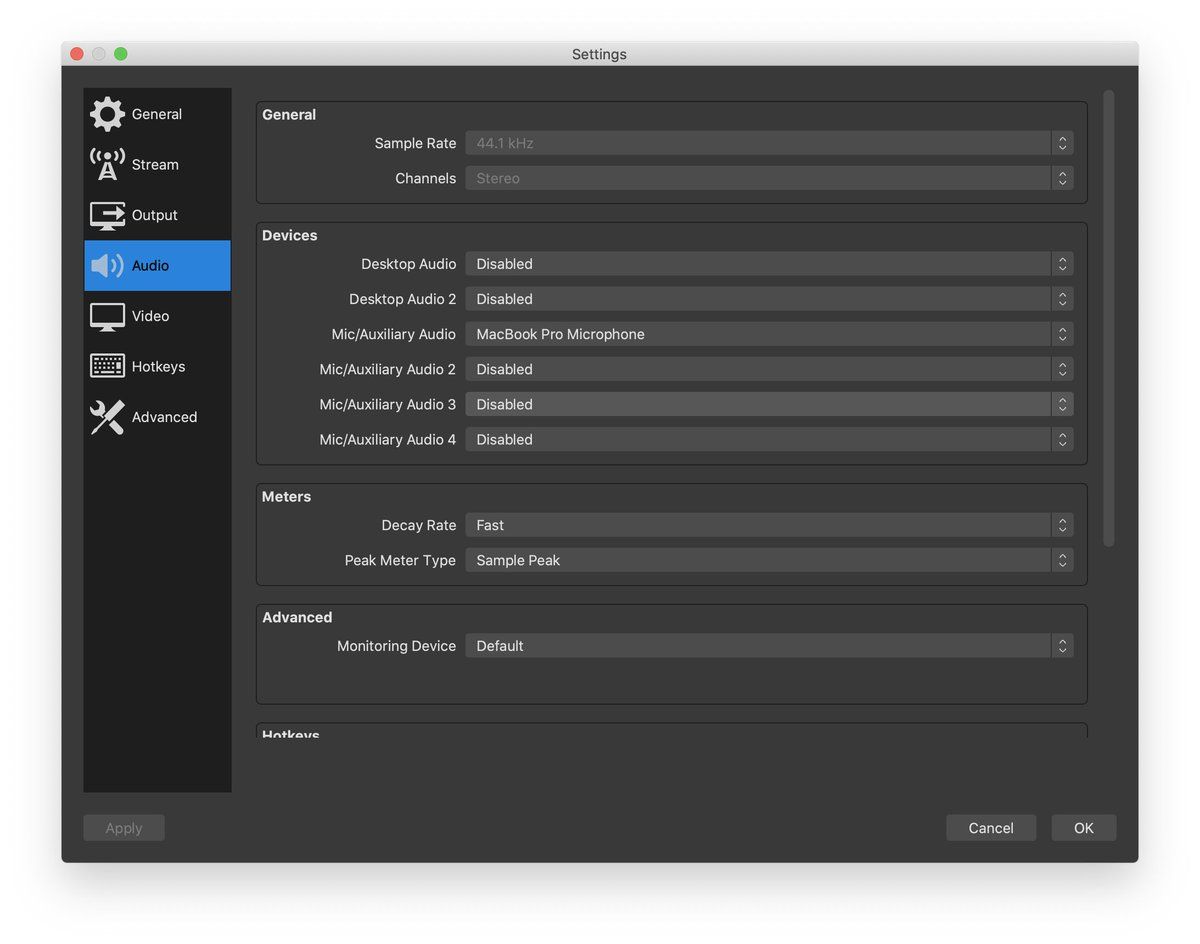 Settings
General
Stream
Output
Audio
Video
Hotkeys
Advanced
General
Sample Rate 44.1 kHz
Channels Stereo
Devices
Desktop Audio Disabled
Desktop Audio 2 Disabled
Mic/Auxiliary Audio MacBook Pro Microphone
Mic/Auxiliary Audio 2 Disabled
Mic/Auxiliary Audio 3 Disabled
Mic/Auxiliary Audio 4 Disabled
Meters
Decay Rate Fast
Peak Meter Type Sample Peak
Advanced
Monitoring Device Default
Hotkeys
Apply
Cancel
OK